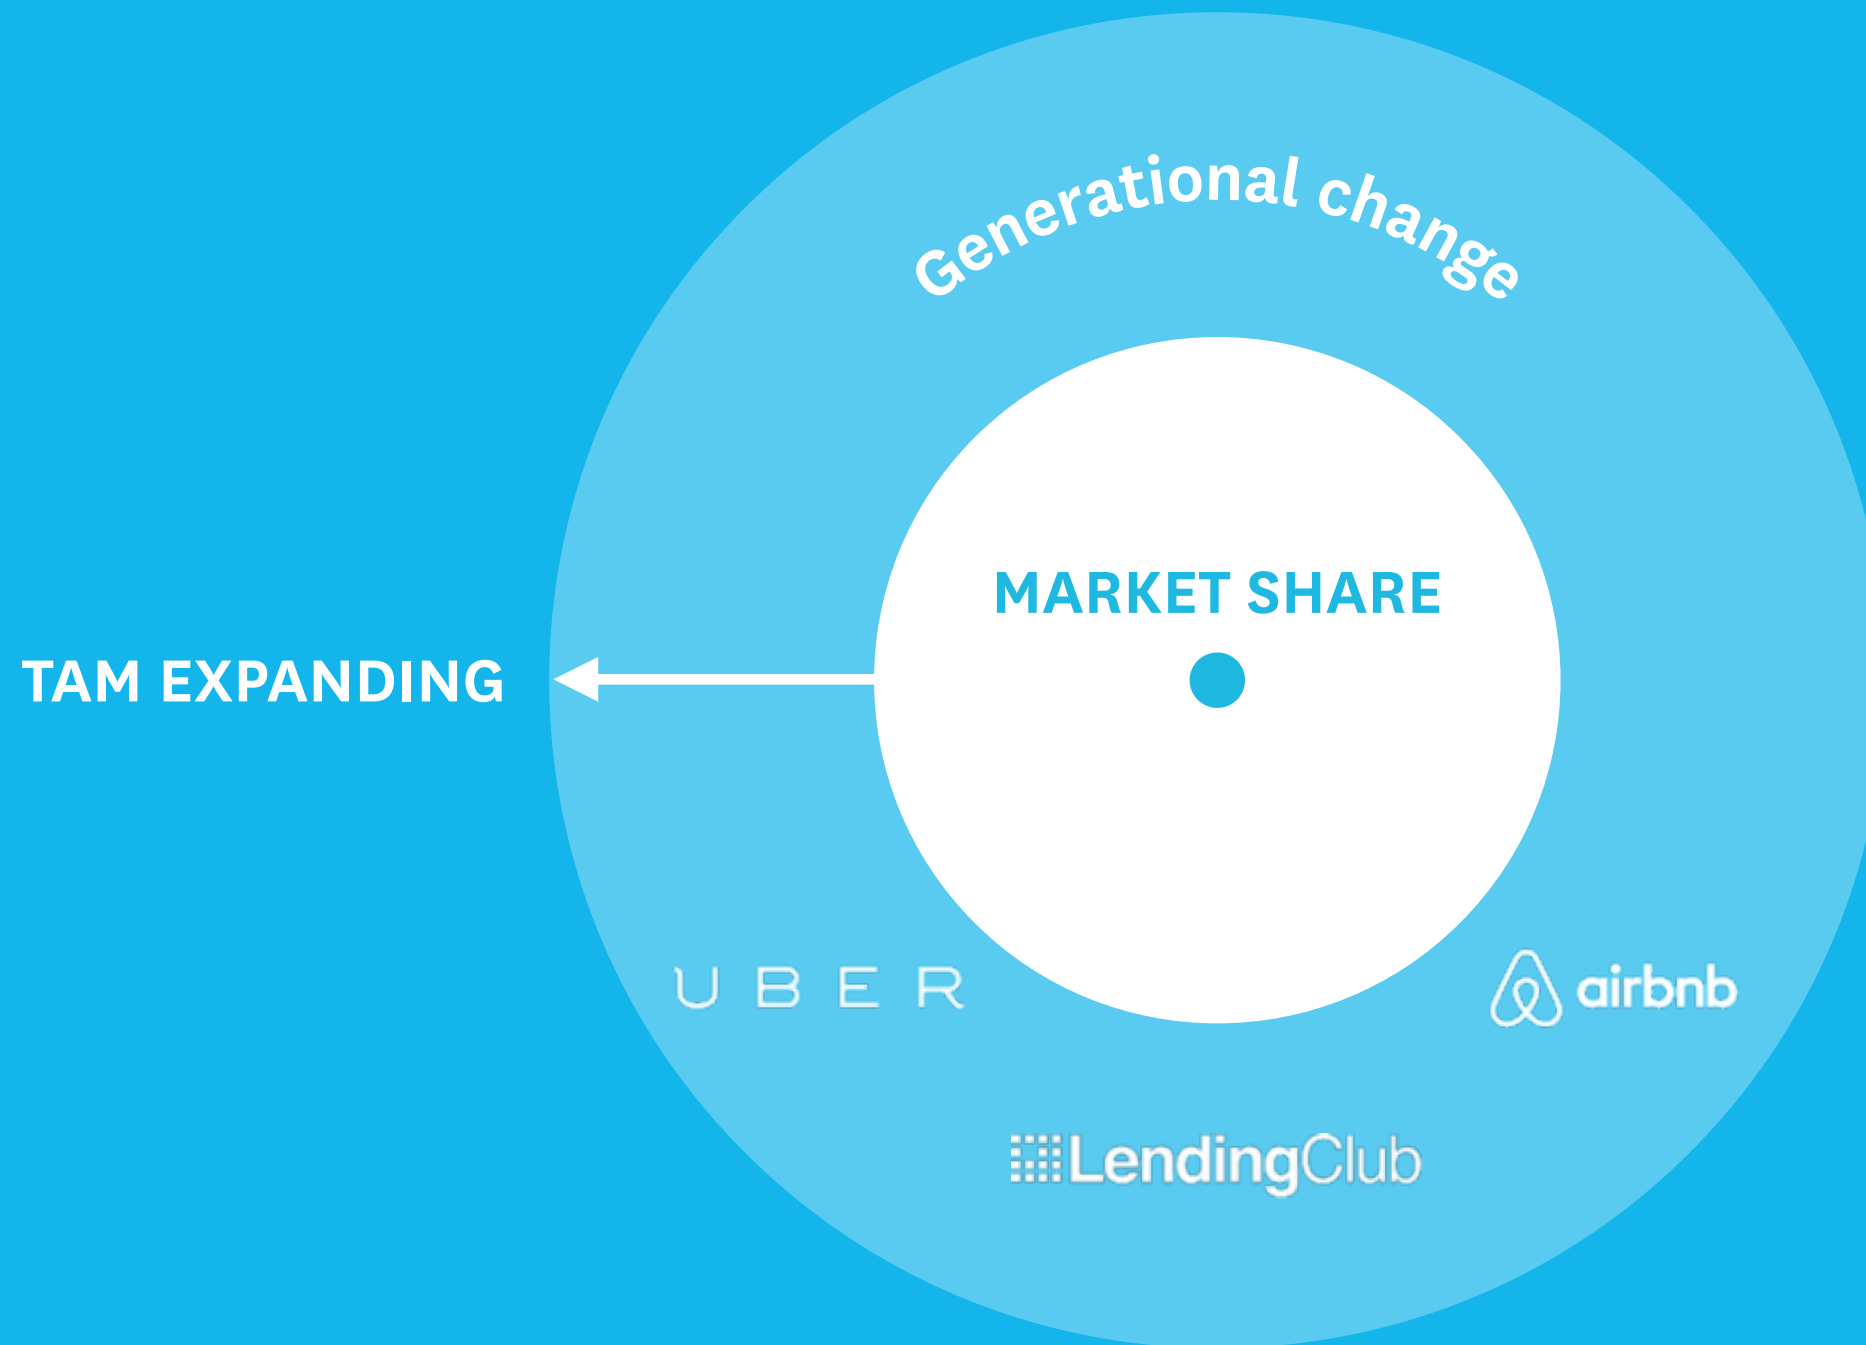 Generational change
MARKET SHARE
TAM EXPANDING
UBER
airbnb
LendingClub